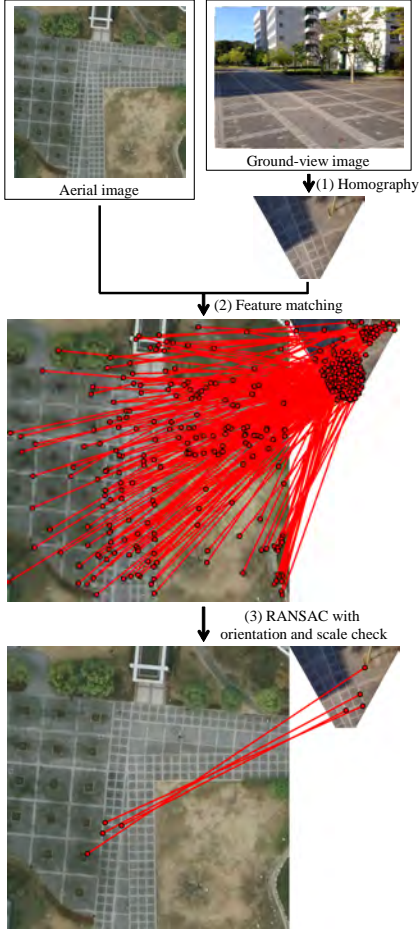 Aerial image
Ground-view image
(1) Homography
(2) Feature matching
(3) RANSAC with
orientation and scale check